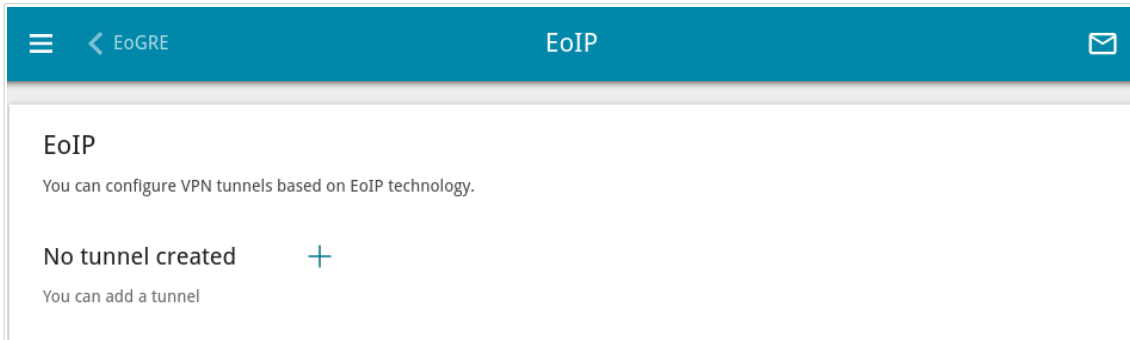 EoGRE
EoIP
EoIP
You can configure VPN tunnels based on EoIP technology.
No tunnel created
You can add a tunnel